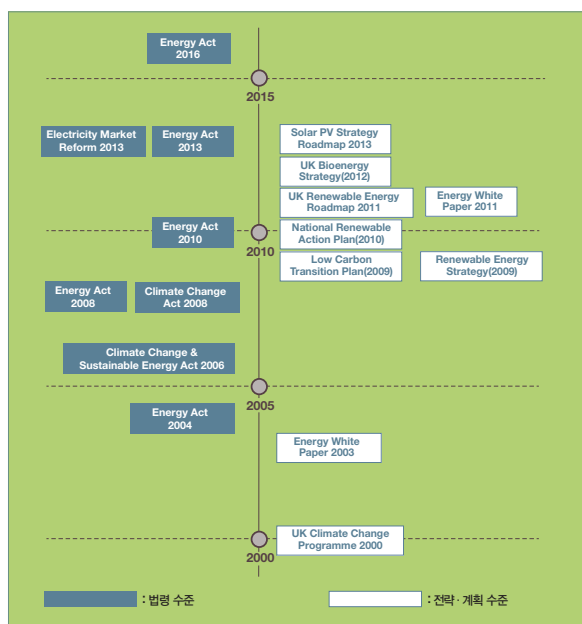 Energy Act
2016
2015
Electricity Market
Reform 2013
Energy Act
2013
Solar PV Strategy
Roadmap 2013
UK Bioenergy
Strategy(2012)
UK Renewable Energy
Roadmap 2011
Energy White
Paper 2011
Energy Act
2010
National Renewable
Action Plan(2010)
2010
Low Carbon
Transition Plan(2009)
Renewable Energy
Strategy(2009)
Energy Act
2008
Climate Change
Act 2008
Climate Change &
Sustainable Energy Act 2006
2005
Energy Act
2004
Energy White
Paper 2003
UK Climate Change
Programme 2000
2000
: 법령 수준
: 전략·계획 수준